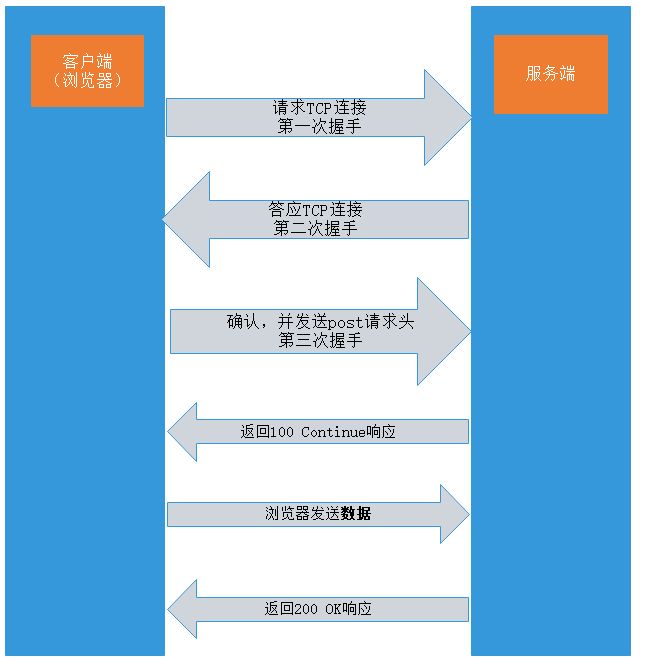 客户端
（浏览器）
服务端
请求TCP连接
第一次握手
答应TCP连接
第二次握手
确认，并发送post请求头
第三次握手
返回100 Continue响应
浏览器发送数据
返回200 OK响应